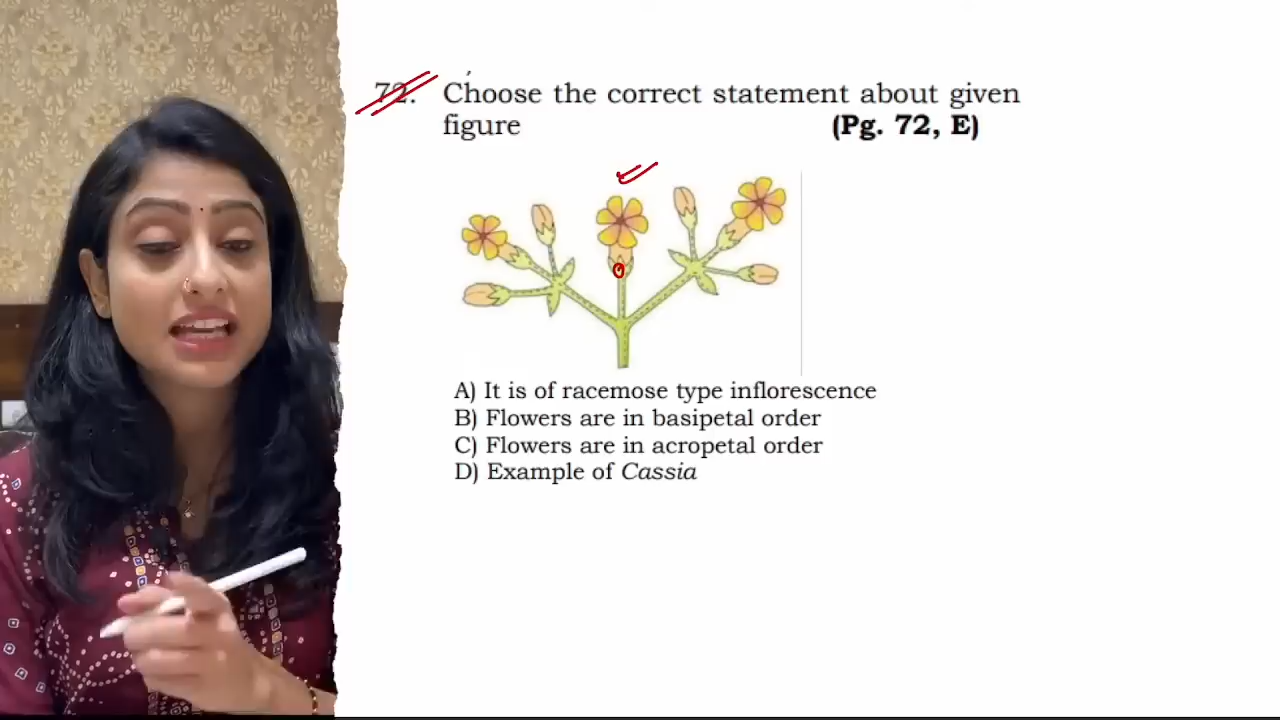 72. Choose the correct statement about given
figure (Pg. 72, E)
A) It is of racemose type inflorescence
B) Flowers are in basipetal order
C) Flowers are in acropetal order
D) Example of Cassia